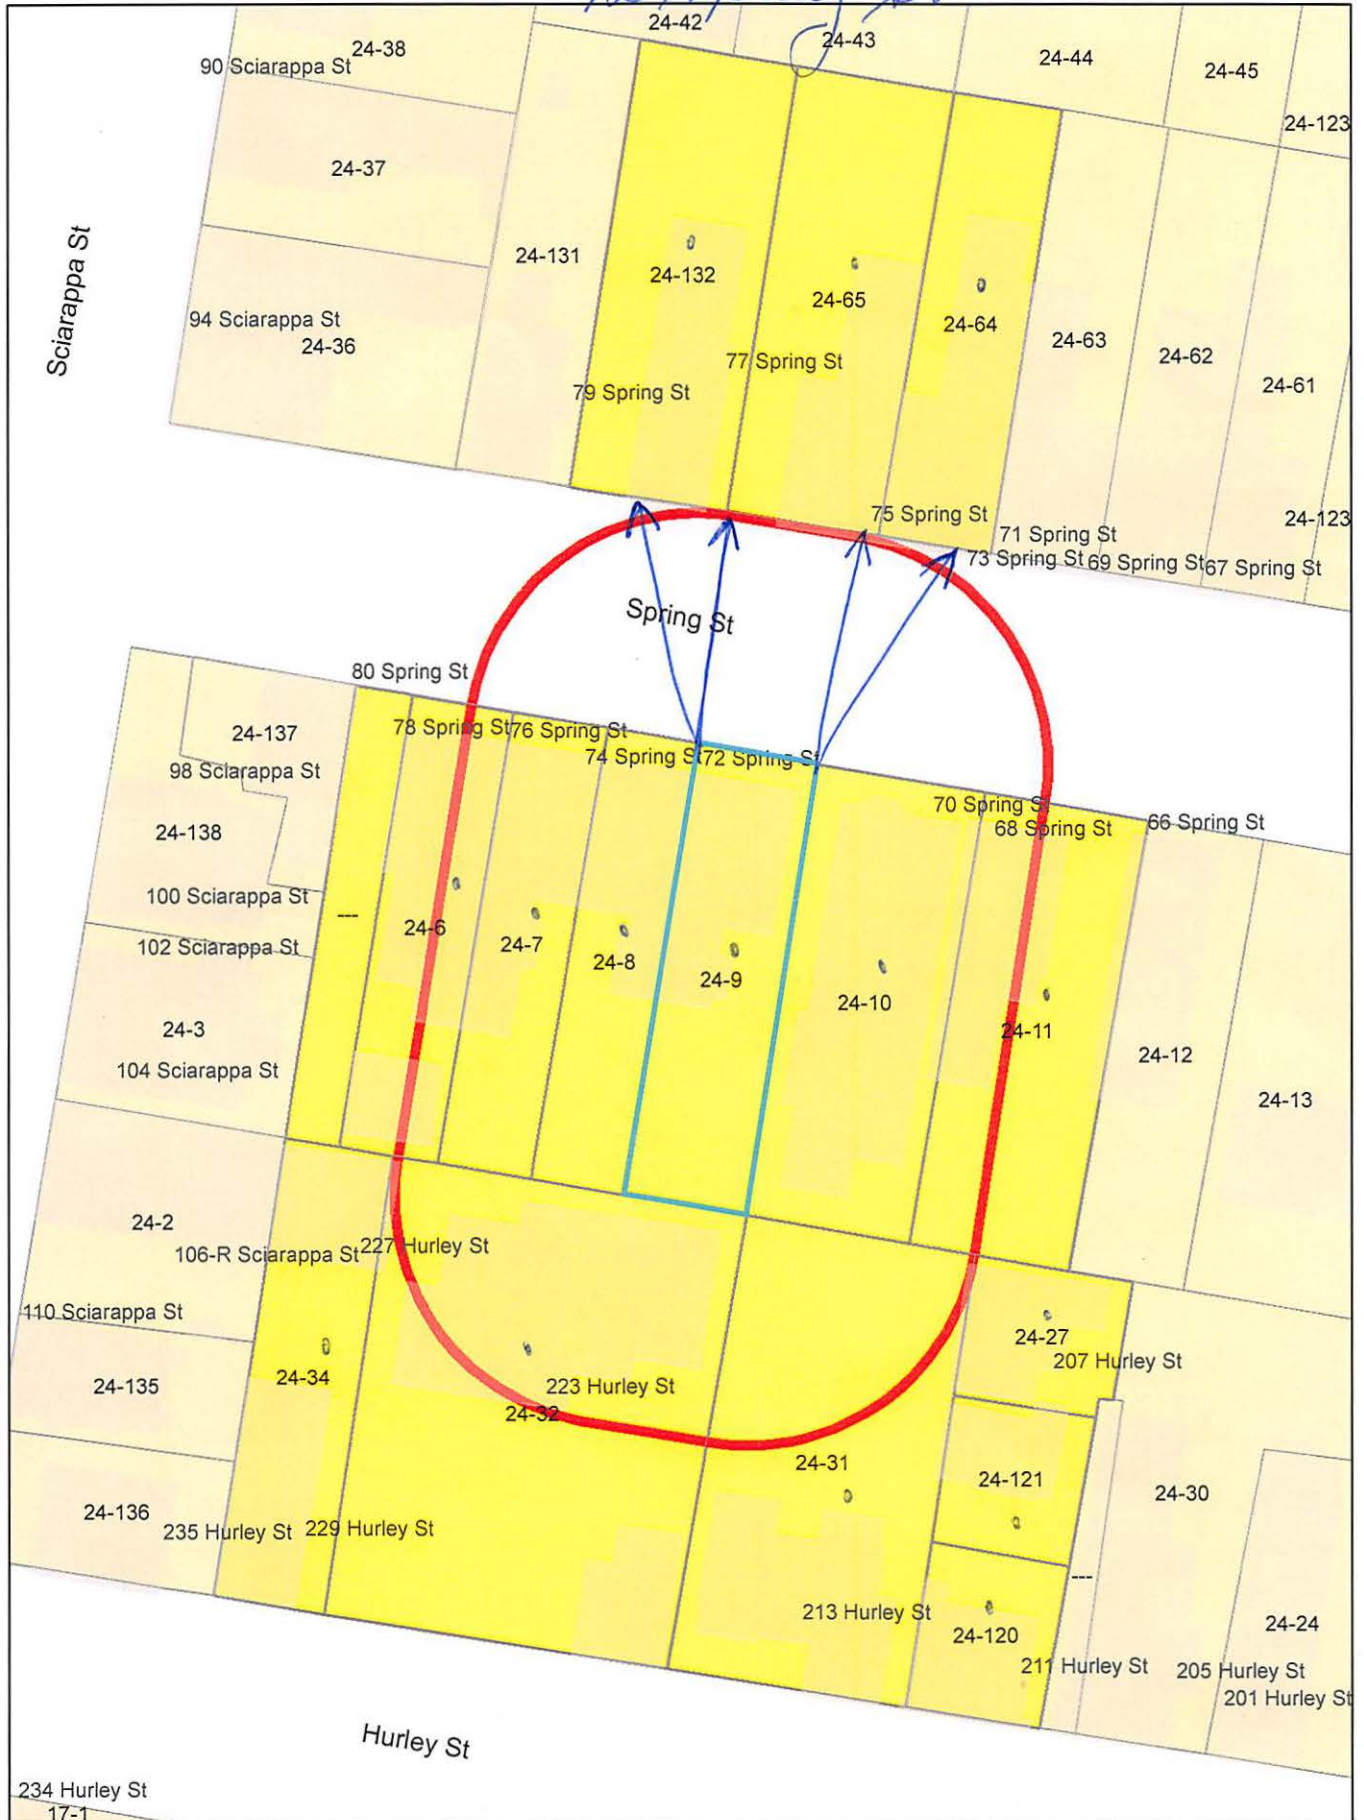 24-42
24-43
24-38
90 Sciarappa St
24-44
24-45
24-123
24-37
Sciarappa St
24-131
24-132
24-65
24-64
24-63
24-62
24-61
94 Sciarappa St
24-36
77 Spring St
79 Spring St
75 Spring St
24-123
71 Spring St
73 Spring St
69 Spring St
67 Spring St
Spring St
80 Spring St
78 Spring St
76 Spring St
74 Spring St
72 Spring St
24-137
98 Sciarappa St
70 Spring St
68 Spring St
66 Spring St
24-138
100 Sciarappa St
---
24-6
24-7
24-8
24-9
24-10
24-11
24-12
24-13
102 Sciarappa St
24-3
104 Sciarappa St
24-2
106-R Sciarappa St
227 Hurley St
110 Sciarappa St
24-27
207 Hurley St
24-135
24-34
223 Hurley St
24-32
24-31
24-121
24-30
24-136
235 Hurley St
229 Hurley St
---
213 Hurley St
24-120
24-24
211 Hurley St
205 Hurley St
201 Hurley St
Hurley St
234 Hurley St
17-1